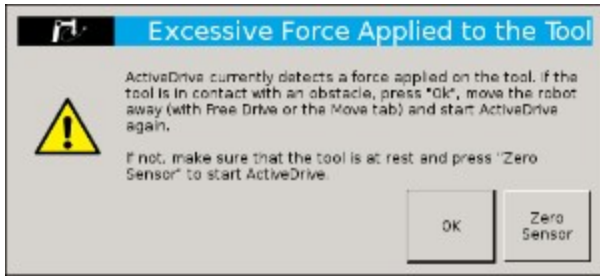 Excessive Force Applied to the Tool
ActiveDrive currently detects a force applied on the tool. If the
tool is in contact with an obstacle, press "Ok", move the robot
away (with Free Drive or the Move tab) and start ActiveDrive
again.
If not, make sure that the tool is at rest and press "Zero
Sensor" to start ActiveDrive.
OK
Zero
Sensor